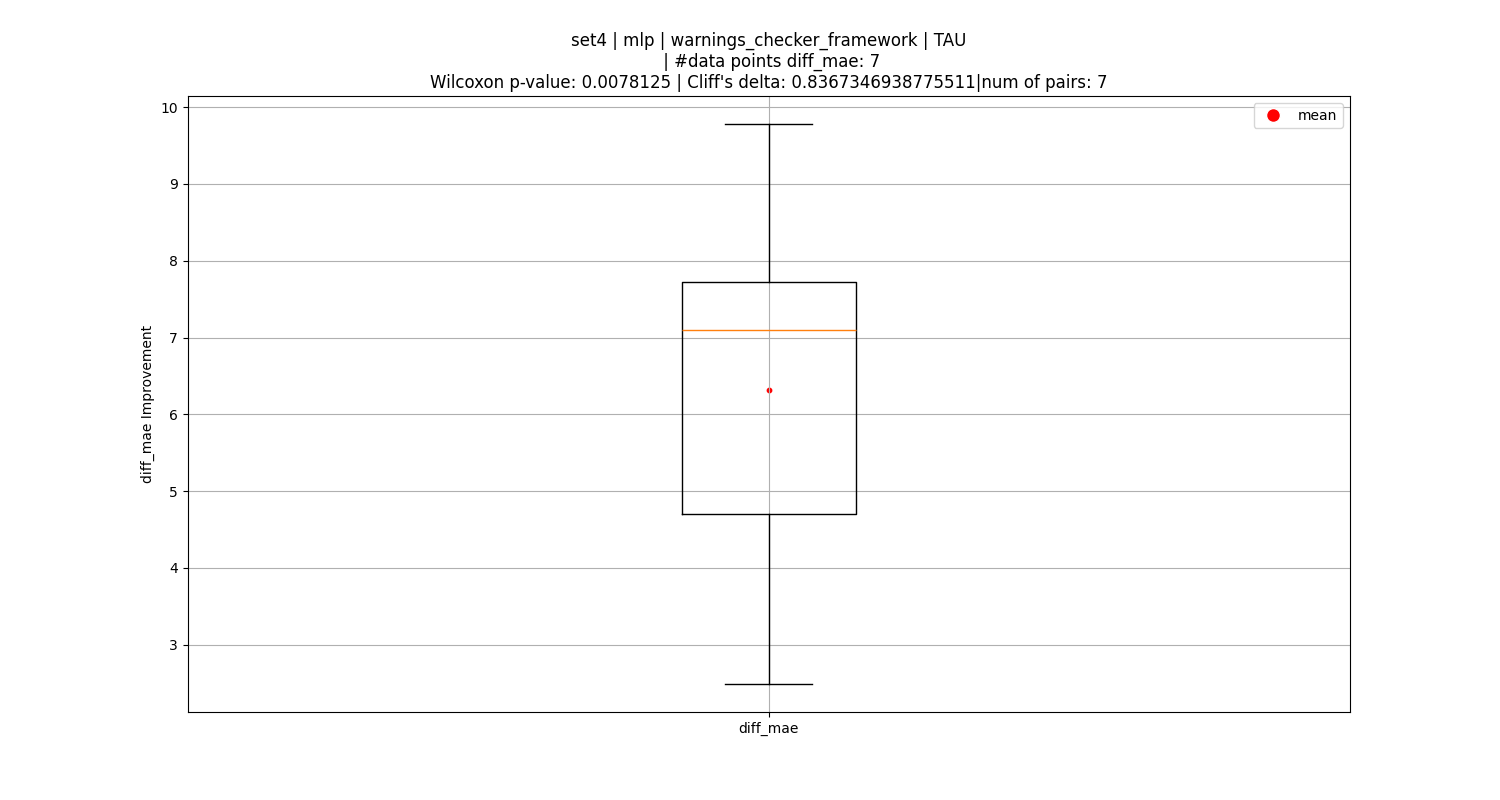 set4 | mlp | warnings_checker_framework | TAU
| #data points diff_mae: 7
Wilcoxon p-value: 0.0078125 | Cliff's delta: 0.8367346938775511|num of pairs: 7
mean
10
9
8
7
6
5
4
3
diff_mae Improvement
diff_mae